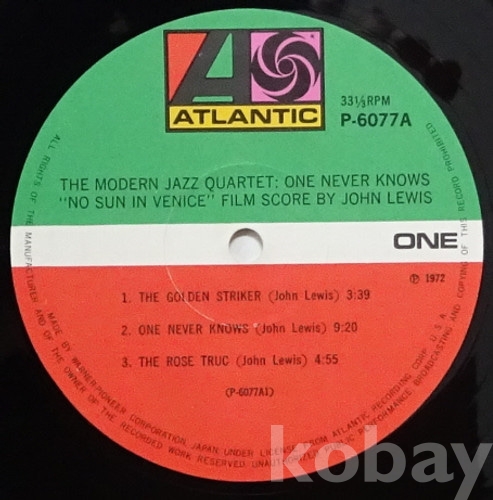 ATLANTIC
33⅓ RPM
P-6077A
THE MODERN JAZZ QUARTET: ONE NEVER KNOWS
"NO SUN IN VENICE" FILM SCORE BY JOHN LEWIS
ONE
℗ 1972
1. THE GOLDEN STRIKER (John Lewis) 3:39
2. ONE NEVER KNOWS (John Lewis) 9:20
3. THE ROSE TRUC (John Lewis) 4:55
(P-6077A1)
MADE BY WARNER-PIONEER CORPORATION, JAPAN UNDER LICENSE FROM ATLANTIC RECORDING CORP. U.S.A.
ALL RIGHTS OF THE MANUFACTURER AND OF THE OWNER OF THE RECORDED WORK RESERVED UNAUTHORIZED PUBLIC PERFORMANCE BROADCASTING AND COPYING OF THIS RECORD PROHIBITED
kobay